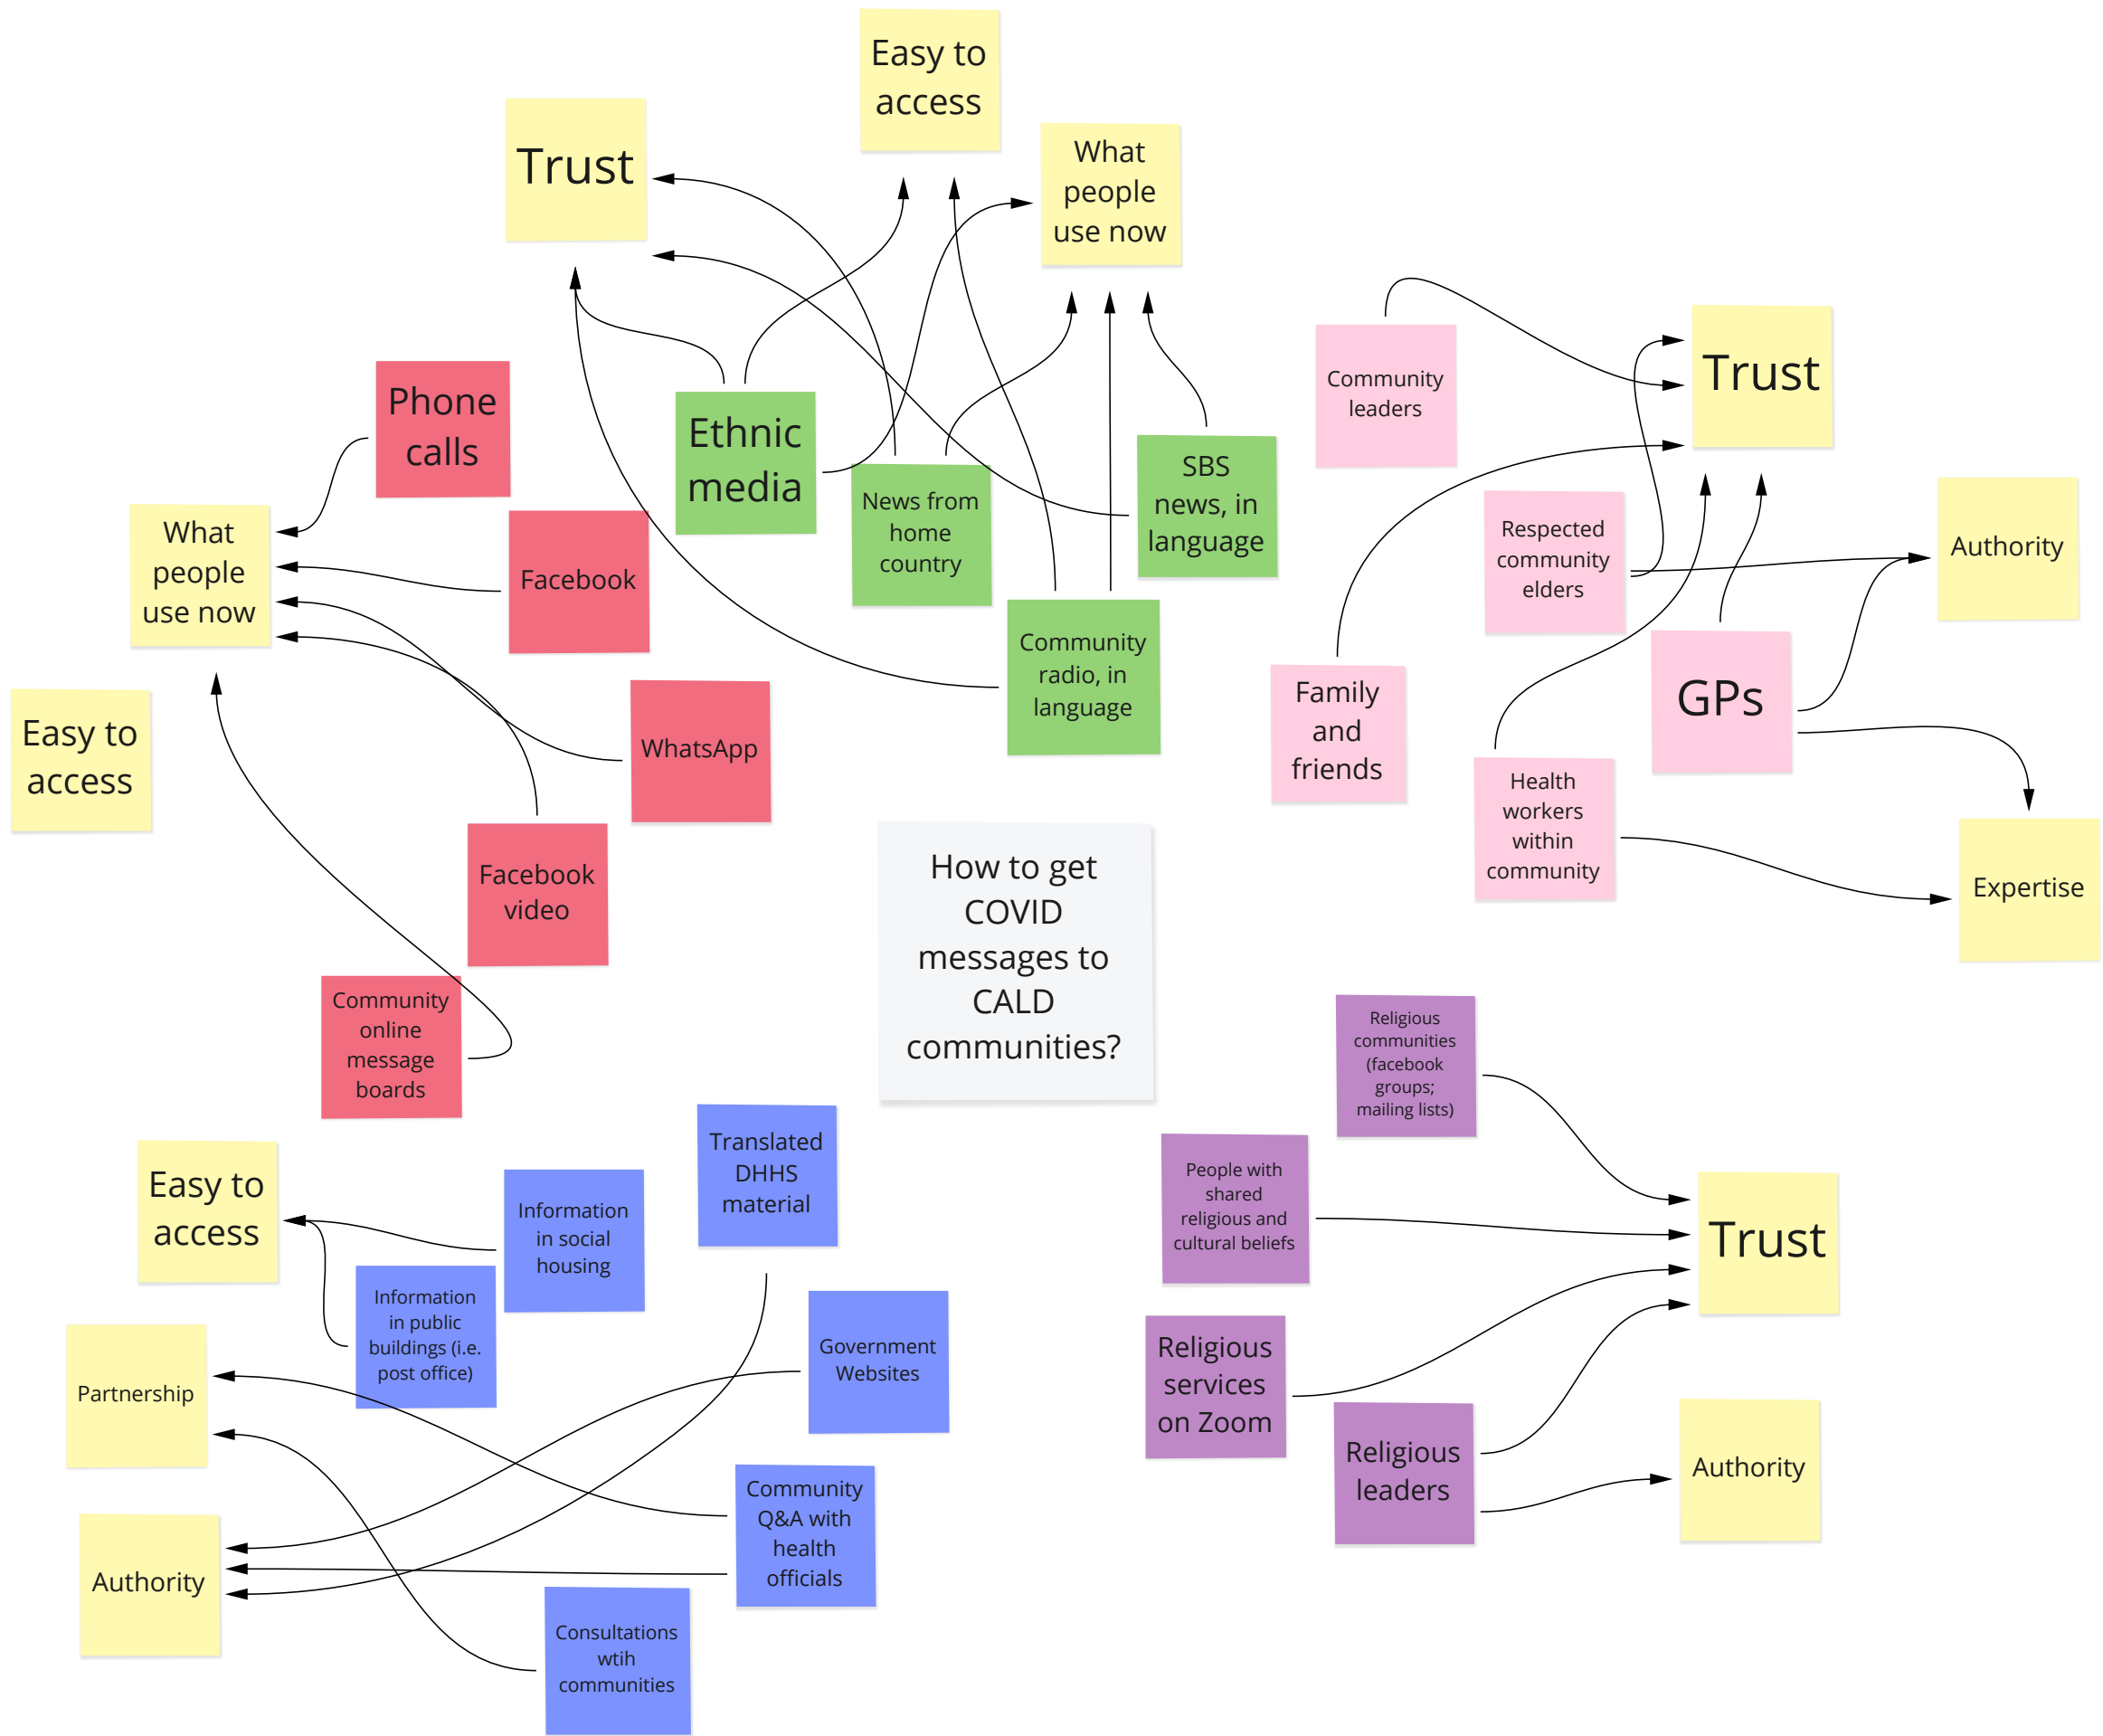 Easy to
access
Trust
What
people
use now
Phone
calls
Ethnic
media
News from
home
country
SBS
news, in
language
Community
radio, in
language
What
people
use now
Facebook
Easy to
access
WhatsApp
Facebook
video
Community
online
message
boards
Community
leaders
Trust
Respected
community
elders
Authority
Family
and
friends
GPs
Health
workers
within
community
Expertise
How to get
COVID
messages to
CALD
communities?
Easy to
access
Translated
DHHS
material
Information
in social
housing
Information
in public
buildings (i.e.
post office)
Government
Websites
Partnership
Community
Q&A with
health
officials
Authority
Consultations
wtih
communities
Religious
communities
(facebook
groups;
mailing lists)
People with
shared
religious and
cultural beliefs
Trust
Religious
services
on Zoom
Religious
leaders
Authority